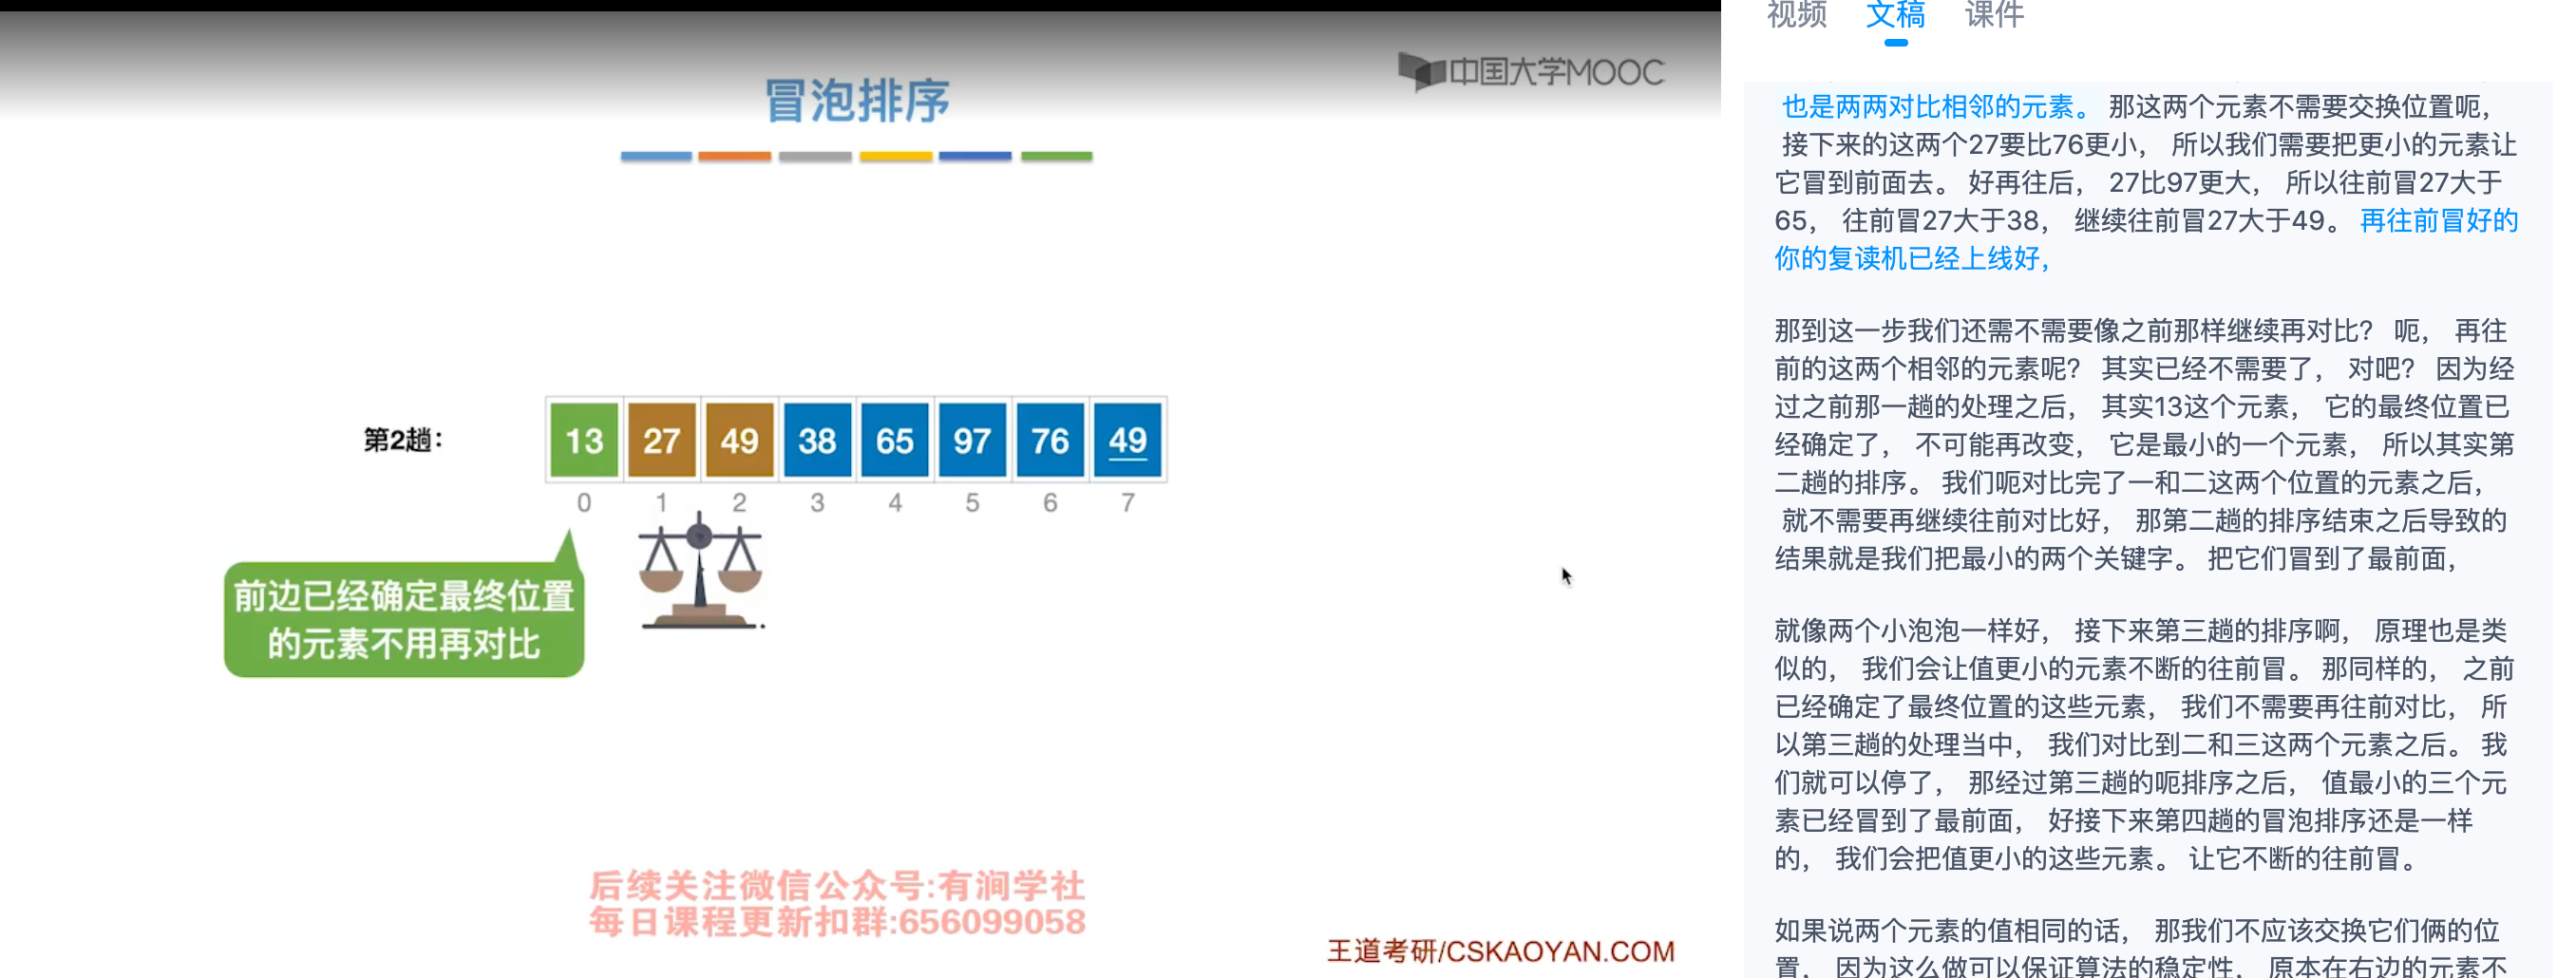 中国大学MOOC
冒泡排序
第2趟：
13 27 49 38 65 97 76 49
0 1 2 3 4 5 6 7
前边已经确定最终位置
的元素不用再对比
后续关注微信公众号:有涧学社
每日课程更新扣群:656099058
王道考研/CSKAOYAN.COM
视频 文稿 课件
也是两两对比相邻的元素。 那这两个元素不需要交换位置呃，
接下来的这两个27要比76更小， 所以我们需要把更小的元素让
它冒到前面去。 好再往后， 27比97更大， 所以往前冒27大于
65， 往前冒27大于38， 继续往前冒27大于49。 再往前冒好的
你的复读机已经上线好，
那到这一步我们还需不需要像之前那样继续再对比？ 呃， 再往
前的这两个相邻的元素呢？ 其实已经不需要了， 对吧？ 因为经
过之前那一趟的处理之后， 其实13这个元素， 它的最终位置已
经确定了， 不可能再改变， 它是最小的一个元素， 所以其实第
二趟的排序。 我们呃对比完了一和二这两个位置的元素之后，
就不需要再继续往前对比好， 那第二趟的排序结束之后导致的
结果就是我们把最小的两个关键字。 把它们冒到了最前面，
就像两个小泡泡一样好， 接下来第三趟的排序啊， 原理也是类
似的， 我们会让值更小的元素不断的往前冒。 那同样的， 之前
已经确定了最终位置的这些元素， 我们不需要再往前对比， 所
以第三趟的处理当中， 我们对比到二和三这两个元素之后。 我
们就可以停了， 那经过第三趟的呃排序之后， 值最小的三个元
素已经冒到了最前面， 好接下来第四趟的冒泡排序还是一样
的， 我们会把值更小的这些元素。 让它不断的往前冒。
如果说两个元素的值相同的话， 那我们不应该交换它们俩的位
置， 因为这么做可以保证算法的稳定性， 原本在右边的元素不